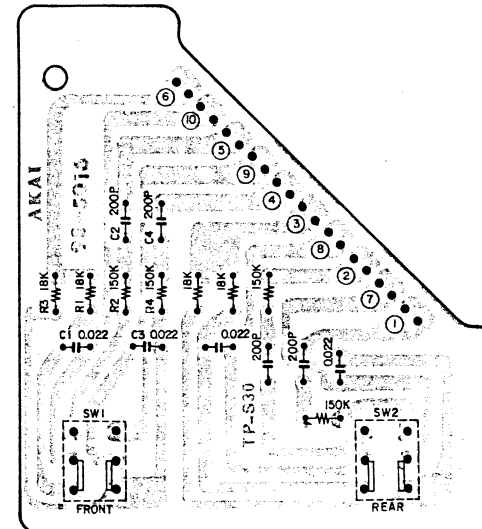 6
10
5
9
4
3
8
2
7
1
AKAI
200P
C2
200P
C4
R3 18K
R1 18K
R2 150K
R4 150K
18K
18K
150K
C1 0.022
C3 0.022
0.022
200P
200P
0.022
TP-S30
150K
SW1
FRONT
SW2
REAR